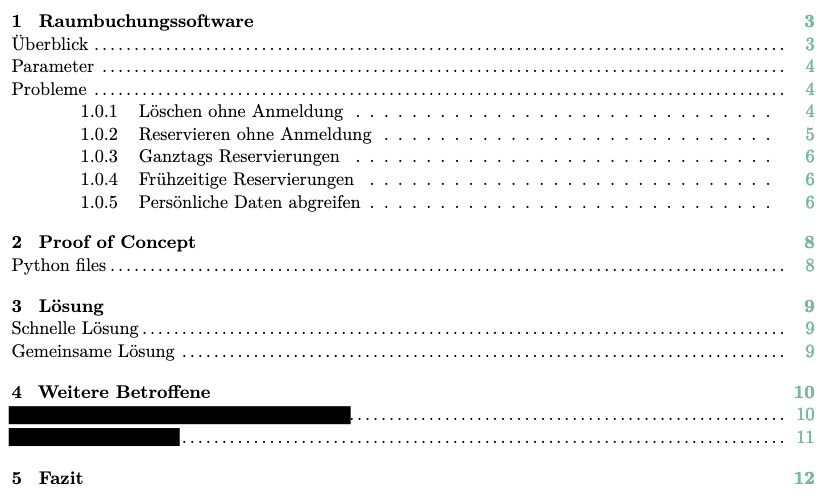 1 Raumbuchungssoftware 3
Überblick 3
Parameter 4
Probleme 4
1.0.1 Löschen ohne Anmeldung 4
1.0.2 Reservieren ohne Anmeldung 5
1.0.3 Ganztags Reservierungen 6
1.0.4 Frühzeitige Reservierungen 6
1.0.5 Persönliche Daten abgreifen 6
2 Proof of Concept 8
Python files 8
3 Lösung 9
Schnelle Lösung 9
Gemeinsame Lösung 9
4 Weitere Betroffene 10
10
11
5 Fazit 12